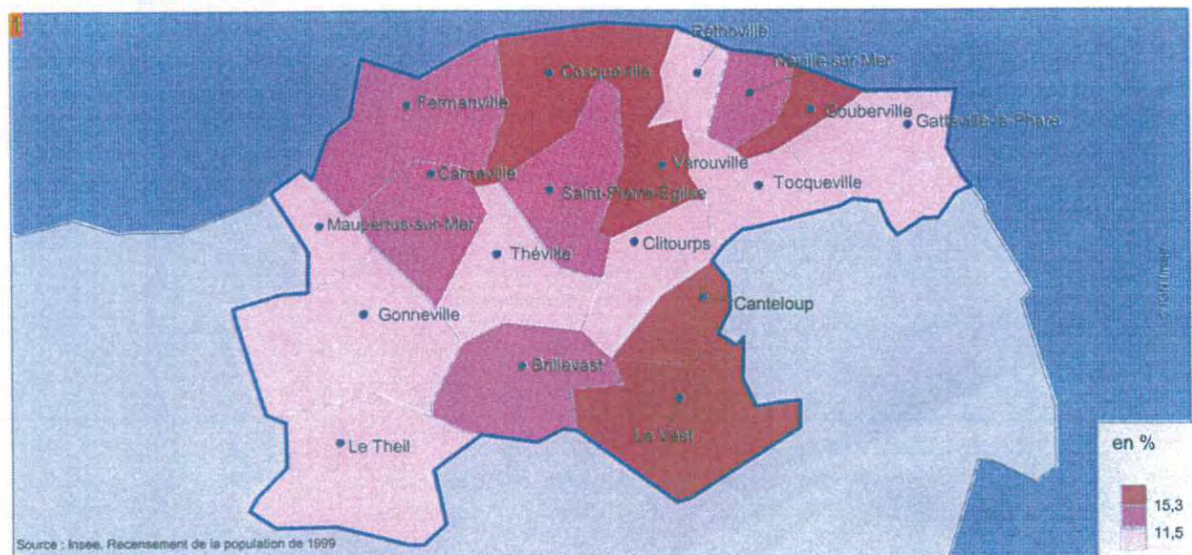 1
Réthoville
Cosqueville
Néville-sur-Mer
Fermanville
Gouberville
Gatteville-le-Phare
Varouville
Carneville
Tocqueville
Saint-Pierre-Eglise
Maupertus-sur-Mer
Clitourps
Théville
Canteloup
Gonneville
Brillevast
Le Vast
Le Theil
en %
15,3
11,5
Source : Insee, Recensement de la population de 1999